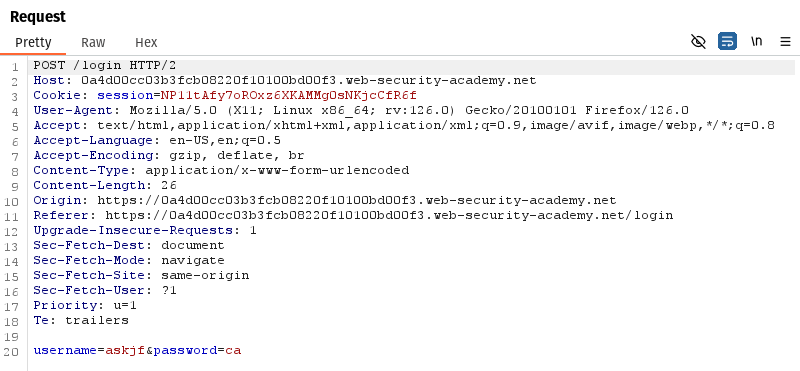 Request
Pretty Raw Hex
\n
1 POST /login HTTP/2
2 Host: 0a4d00cc03b3fcb08220f10100bd00f3.web-security-academy.net
3 Cookie: session=NP11tAfy7oROxz6XKAMMg0sNKjcCfR6f
4 User-Agent: Mozilla/5.0 (X11; Linux x86_64; rv:126.0) Gecko/20100101 Firefox/126.0
5 Accept: text/html,application/xhtml+xml,application/xml;q=0.9,image/avif,image/webp,*/*;q=0.8
6 Accept-Language: en-US,en;q=0.5
7 Accept-Encoding: gzip, deflate, br
8 Content-Type: application/x-www-form-urlencoded
9 Content-Length: 26
10 Origin: https://0a4d00cc03b3fcb08220f10100bd00f3.web-security-academy.net
11 Referer: https://0a4d00cc03b3fcb08220f10100bd00f3.web-security-academy.net/login
12 Upgrade-Insecure-Requests: 1
13 Sec-Fetch-Dest: document
14 Sec-Fetch-Mode: navigate
15 Sec-Fetch-Site: same-origin
16 Sec-Fetch-User: ?1
17 Priority: u=1
18 Te: trailers
19
20 username=askjf&password=ca